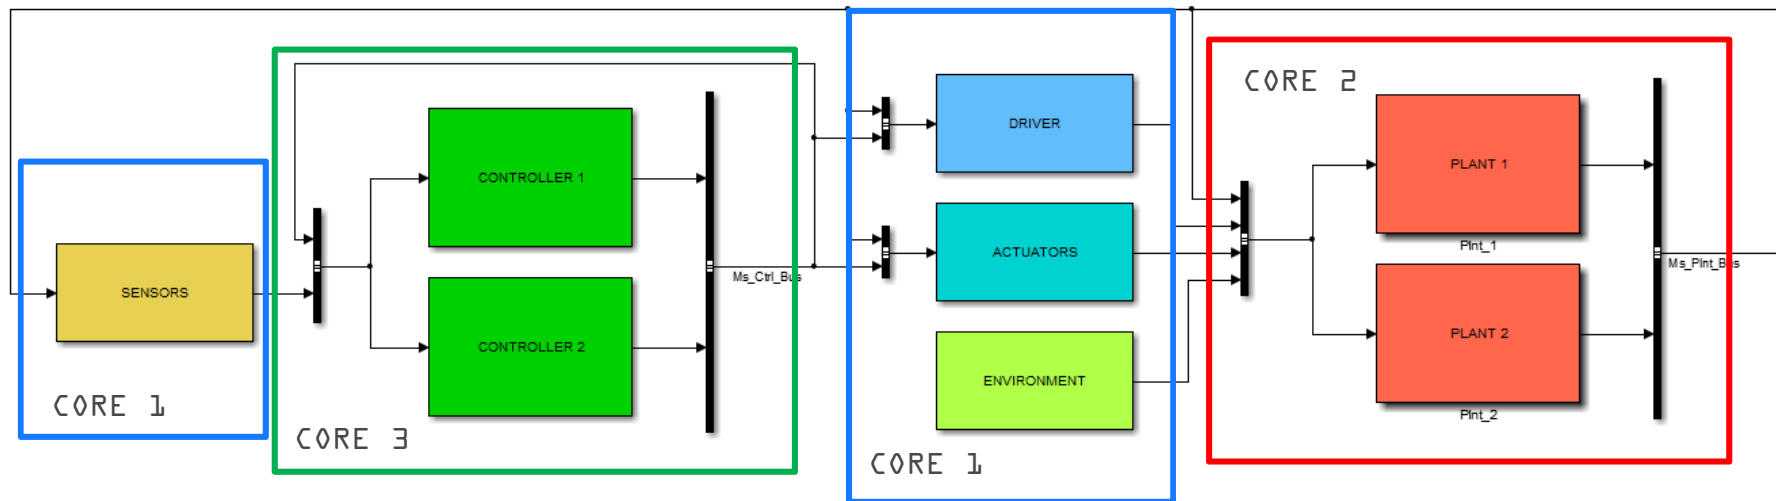 SENSORS
CORE 1
CONTROLLER 1
CONTROLLER 2
Ms_Ctrl_Bus
CORE 3
DRIVER
ACTUATORS
ENVIRONMENT
CORE 1
CORE 2
PLANT 1
Plnt_1
PLANT 2
Plnt_2
Ms_Plnt_Bus